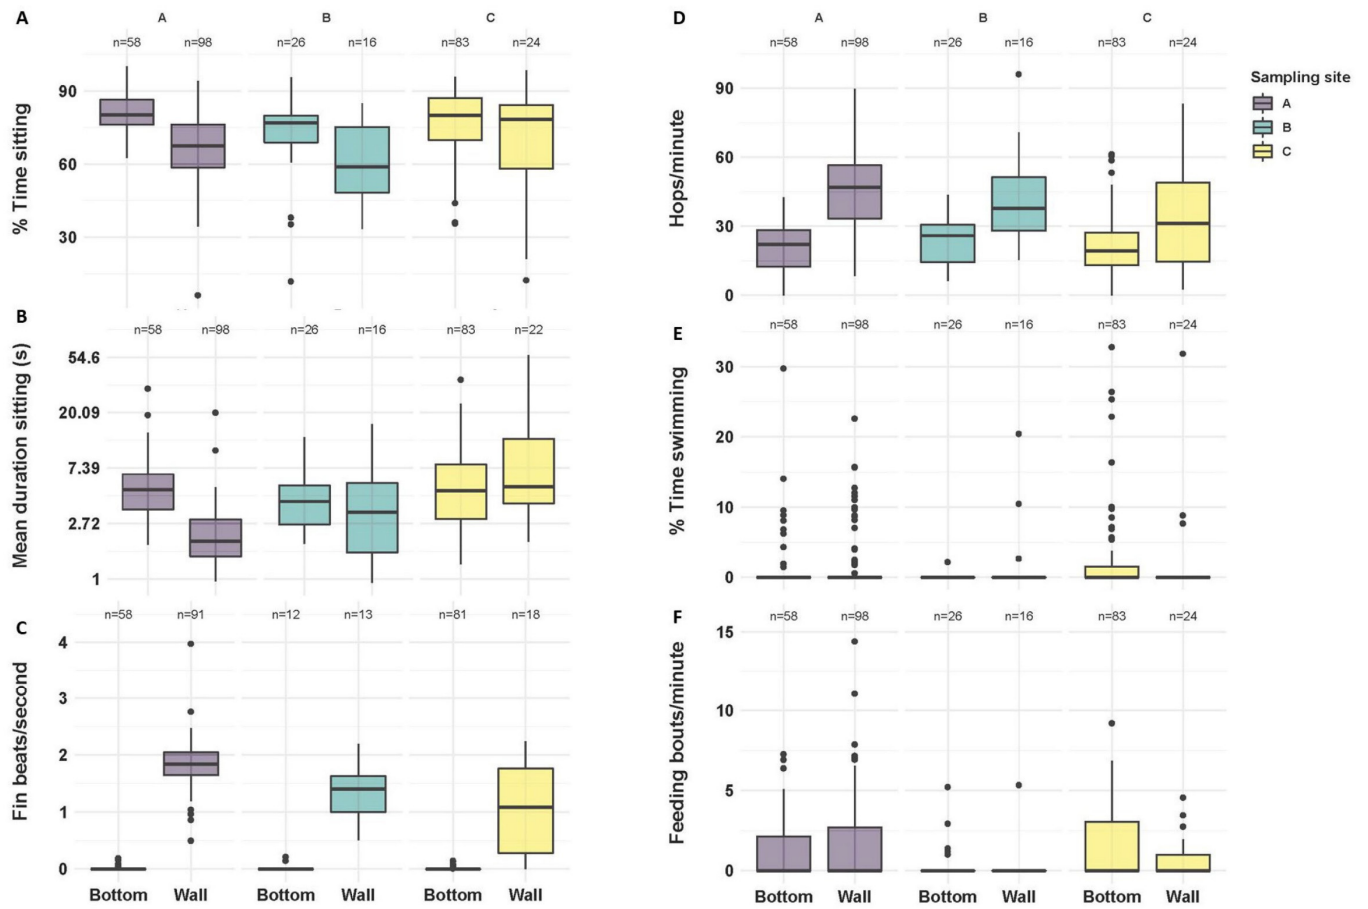 A
A B C
n=58 n=98 n=26 n=16 n=83 n=24
% Time sitting
90
60
30
B
n=58 n=98 n=26 n=16 n=83 n=22
Mean duration sitting (s)
54.6
20.09
7.39
2.72
1
C
n=58 n=91 n=12 n=13 n=81 n=18
Fin beats/second
4
3
2
1
0
Bottom Wall Bottom Wall Bottom Wall
D
A B C
n=58 n=98 n=26 n=16 n=83 n=24
Hops/minute
90
60
30
0
E
n=58 n=98 n=26 n=16 n=83 n=24
% Time swimming
30
20
10
0
F
n=58 n=98 n=26 n=16 n=83 n=24
Feeding bouts/minute
15
10
5
0
Bottom Wall Bottom Wall Bottom Wall
Sampling site
A
B
C